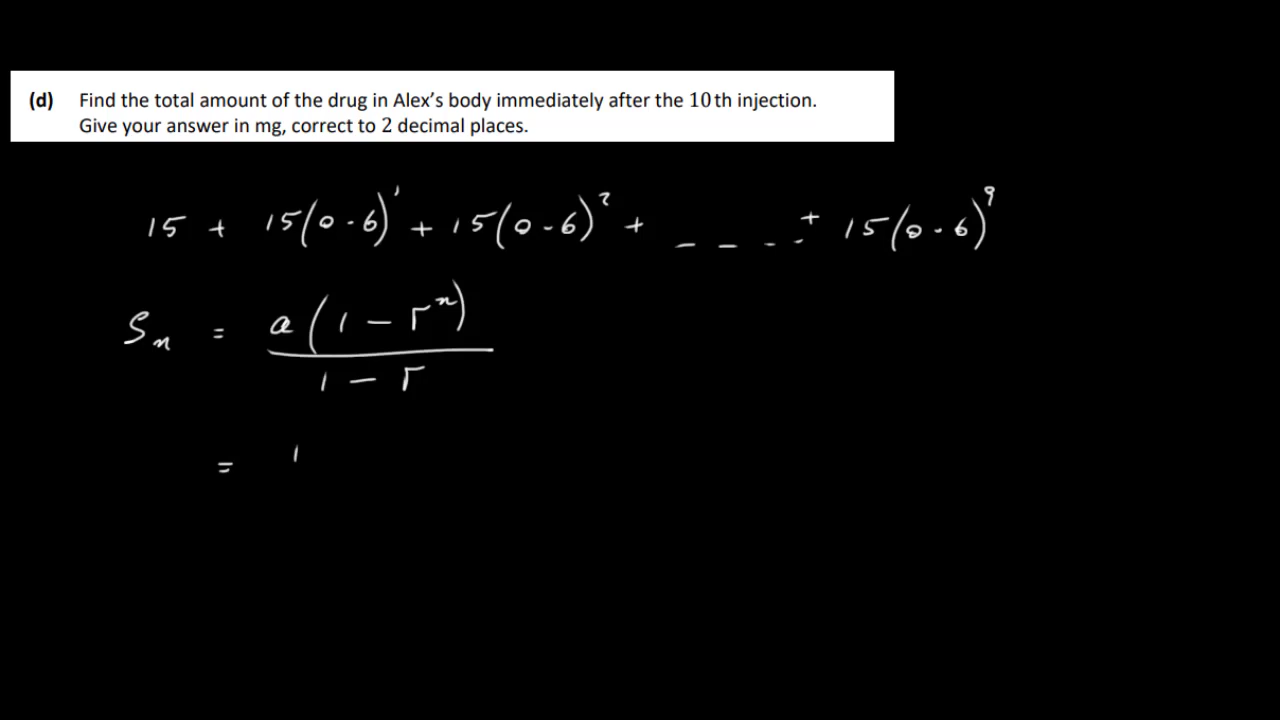 (d) Find the total amount of the drug in Alex's body immediately after the 10th injection.
Give your answer in mg, correct to 2 decimal places.
15 + 15(0.6)¹ + 15(0.6)² + _ _ _ . + 15(0.6)⁹
Sₙ = a(1 - rⁿ)
1 - r
= 1